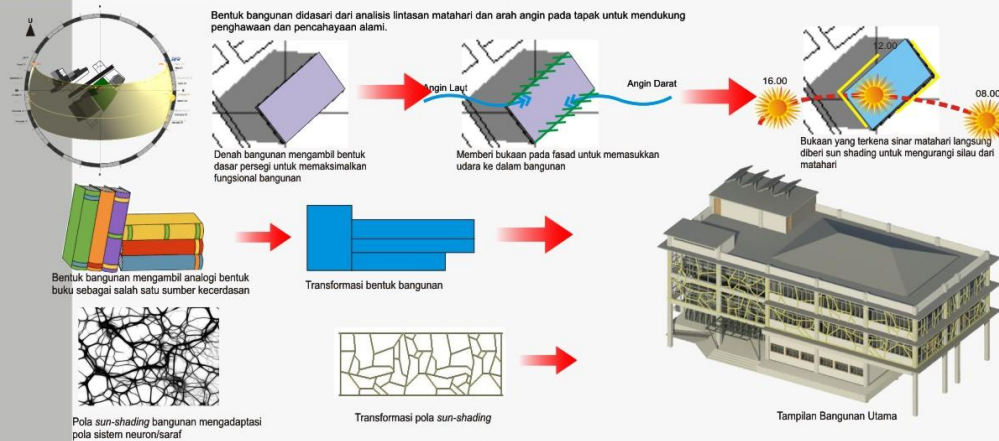 Bentuk bangunan didasari dari analisis lintasan matahari dan arah angin pada tapak untuk mendukung
penghawaan dan pencahayaan alami.
U
Angin Laut
Angin Darat
16.00
12.00
08.00
Denah bangunan mengambil bentuk
dasar persegi untuk memaksimalkan
fungsional bangunan
Memberi bukaan pada fasad untuk memasukkan
udara ke dalam bangunan
Bukaan yang terkena sinar matahari langsung
diberi sun shading untuk mengurangi silau dari
matahari
Bentuk bangunan mengambil analogi bentuk
buku sebagai salah satu sumber kecerdasan
Transformasi bentuk bangunan
Pola sun-shading bangunan mengadaptasi
pola sistem neuron/saraf
Transformasi pola sun-shading
Tampilan Bangunan Utama